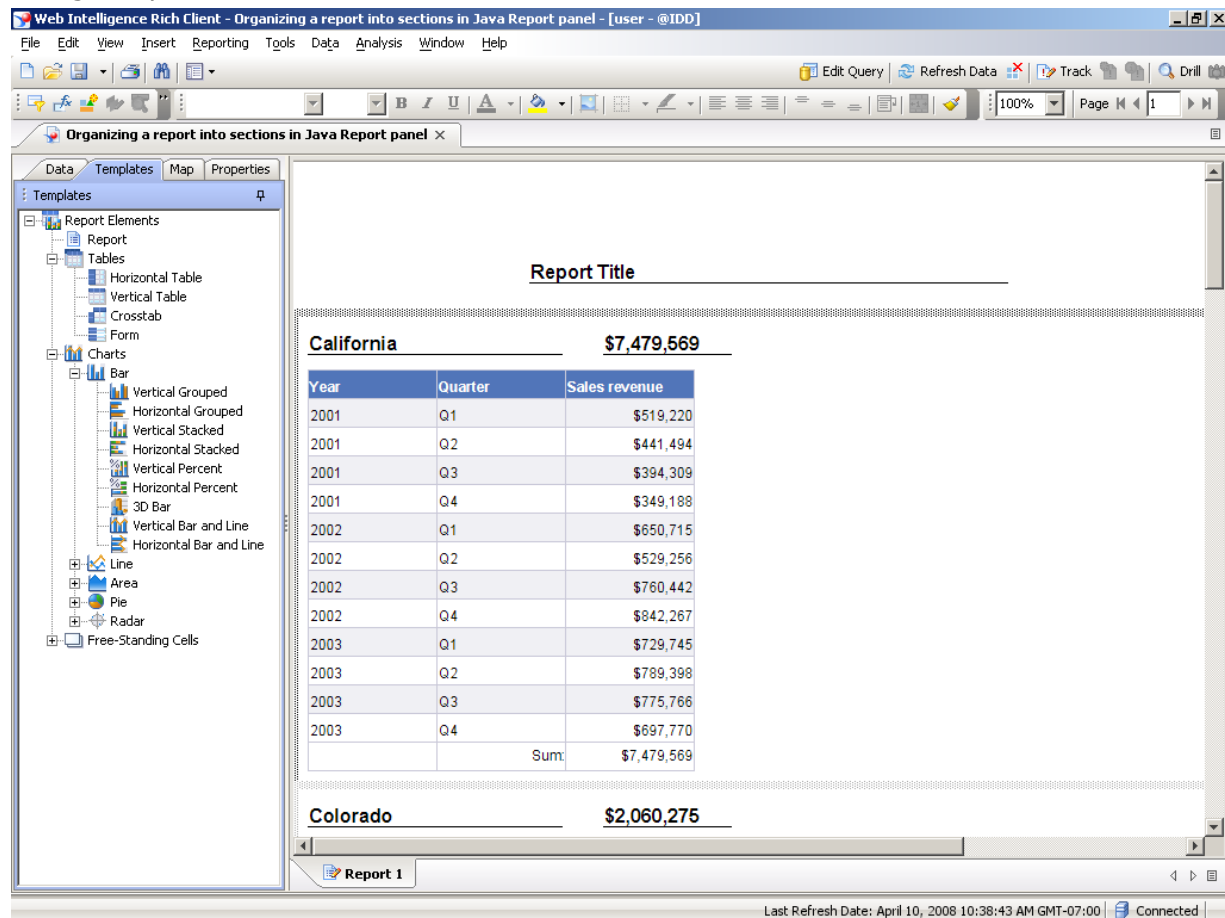 Web Intelligence Rich Client - Organizing a report into sections in Java Report panel - [user - @IDD]
File Edit View Insert Reporting Tools Data Analysis Window Help
Edit Query Refresh Data Track Drill
B I U A 100% Page 1
Organizing a report into sections in Java Report panel
Data Templates Map Properties
Templates
Report Elements
Report
Tables
Horizontal Table
Vertical Table
Crosstab
Form
Charts
Bar
Vertical Grouped
Horizontal Grouped
Vertical Stacked
Horizontal Stacked
Vertical Percent
Horizontal Percent
3D Bar
Vertical Bar and Line
Horizontal Bar and Line
Line
Area
Pie
Radar
Free-Standing Cells
Report Title
California $7,479,569
Year Quarter Sales revenue
2001 Q1 $519,220
2001 Q2 $441,494
2001 Q3 $394,309
2001 Q4 $349,188
2002 Q1 $650,715
2002 Q2 $529,256
2002 Q3 $760,442
2002 Q4 $842,267
2003 Q1 $729,745
2003 Q2 $789,398
2003 Q3 $775,766
2003 Q4 $697,770
Sum: $7,479,569
Colorado $2,060,275
Report 1
Last Refresh Date: April 10, 2008 10:38:43 AM GMT-07:00 Connected